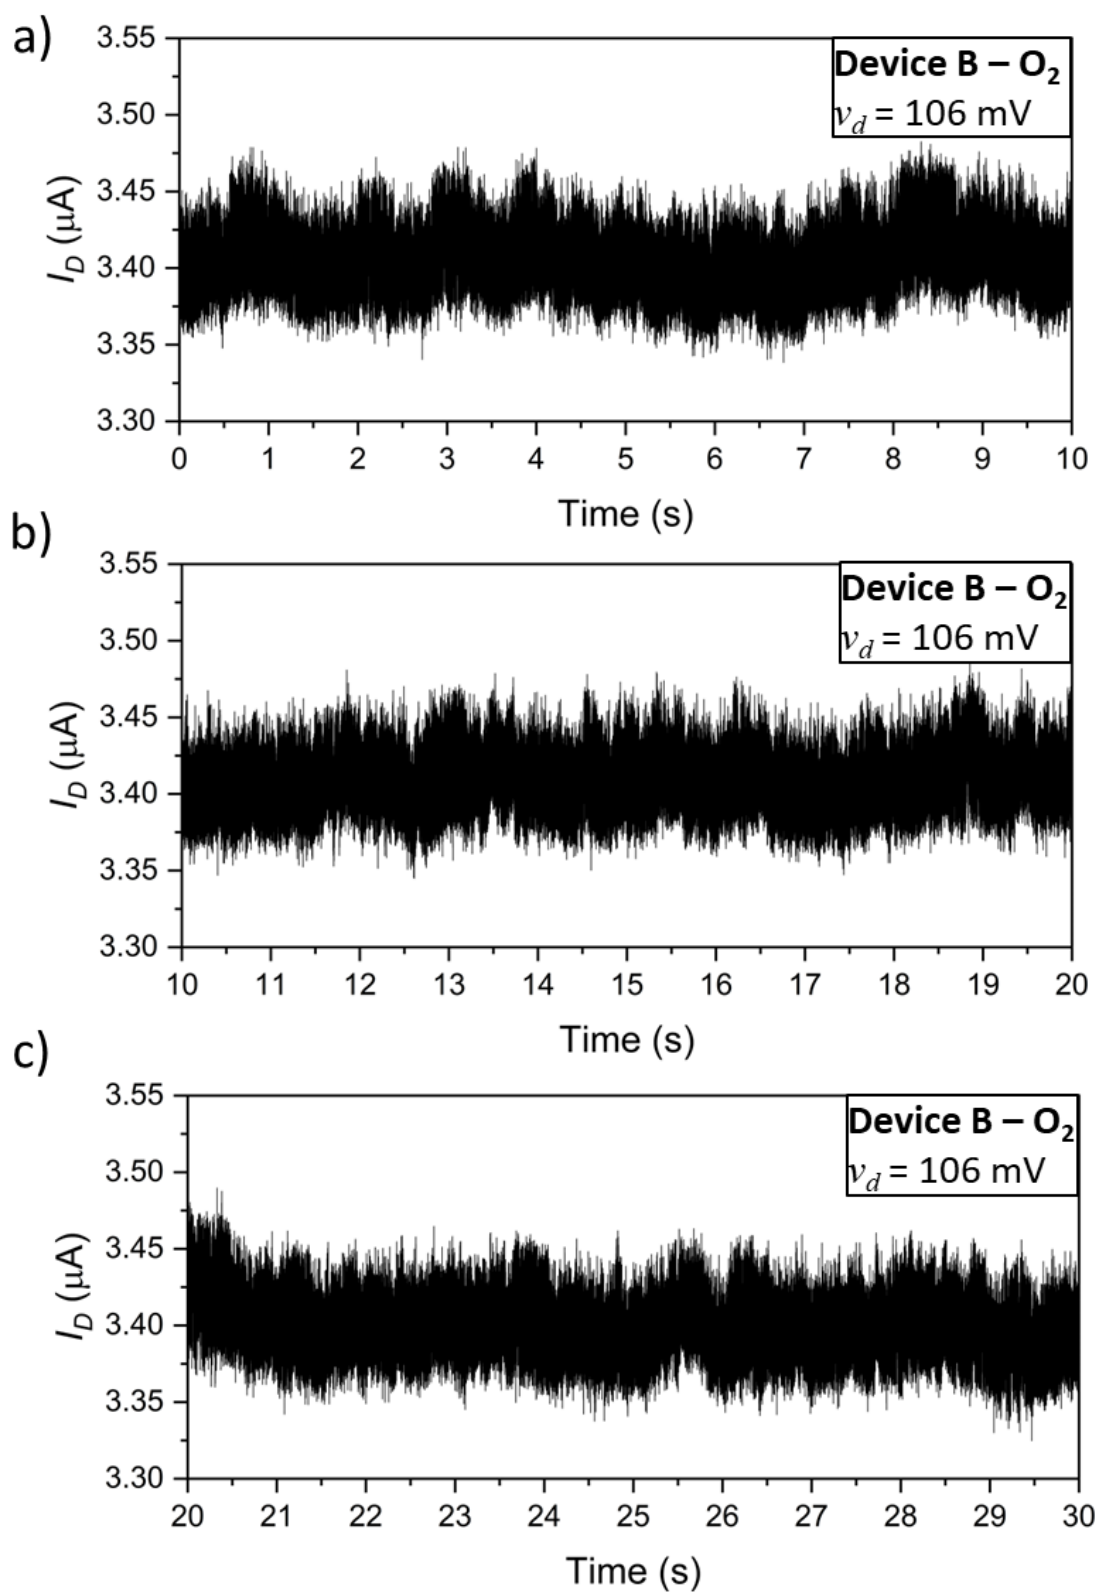 a)
3.55
3.50
3.45
3.40
3.35
3.30
I_D (µA)
Device B – O₂
v_d = 106 mV
0 1 2 3 4 5 6 7 8 9 10
Time (s)
b)
3.55
3.50
3.45
3.40
3.35
3.30
I_D (µA)
Device B – O₂
v_d = 106 mV
10 11 12 13 14 15 16 17 18 19 20
Time (s)
c)
3.55
3.50
3.45
3.40
3.35
3.30
I_D (µA)
Device B – O₂
v_d = 106 mV
20 21 22 23 24 25 26 27 28 29 30
Time (s)